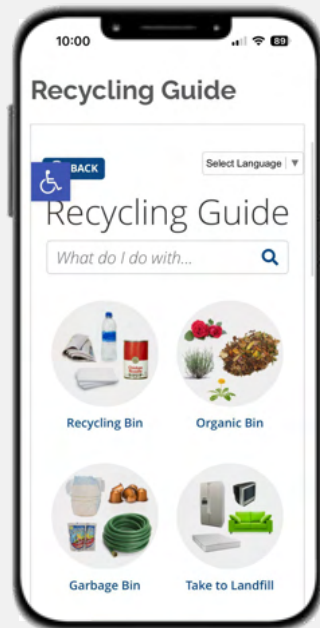 10:00
89
Recycling Guide
BACK
Select Language ▼
Recycling Guide
What do I do with...
Recycling Bin
Organic Bin
Garbage Bin
Take to Landfill